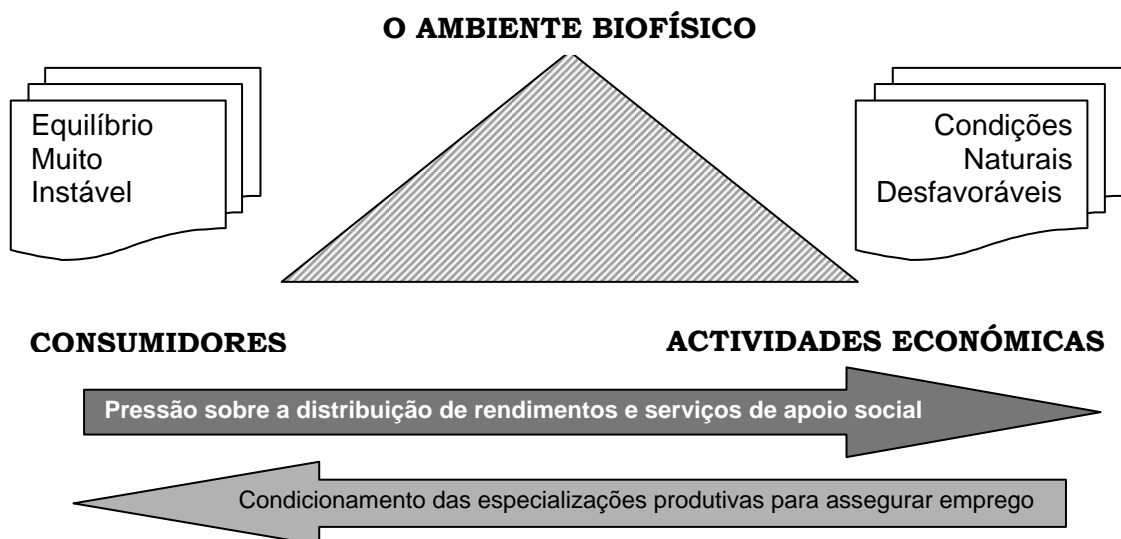 O AMBIENTE BIOFÍSICO
Equilíbrio
Muito
Instável
Condições
Naturais
Desfavoráveis
CONSUMIDORES
ACTIVIDADES ECONÓMICAS
Pressão sobre a distribuição de rendimentos e serviços de apoio social
Condicionamento das especializações produtivas para assegurar emprego